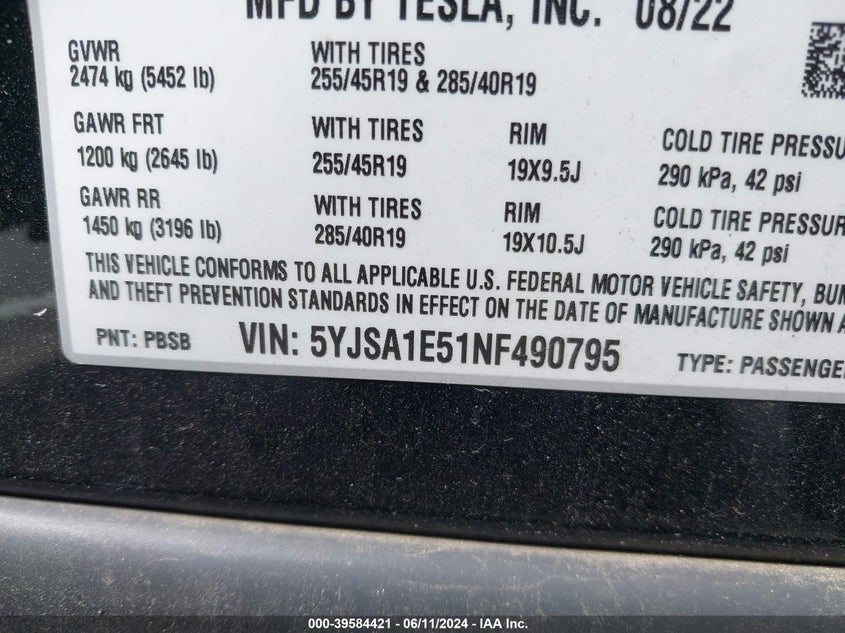 MFD BY TESLA, INC. 08/22
GVWR WITH TIRES
2474 kg (5452 lb) 255/45R19 & 285/40R19
GAWR FRT WITH TIRES RIM COLD TIRE PRESSU
1200 kg (2645 lb) 255/45R19 19X9.5J 290 kPa, 42 psi
GAWR RR WITH TIRES RIM COLD TIRE PRESSUR
1450 kg (3196 lb) 285/40R19 19X10.5J 290 kPa, 42 psi
THIS VEHICLE CONFORMS TO ALL APPLICABLE U.S. FEDERAL MOTOR VEHICLE SAFETY, BUM
AND THEFT PREVENTION STANDARDS IN EFFECT ON THE DATE OF MANUFACTURE SHOWN A
PNT: PBSB VIN: 5YJSA1E51NF490795 TYPE: PASSENGER
000-39584421 - 06/11/2024 - IAA Inc.